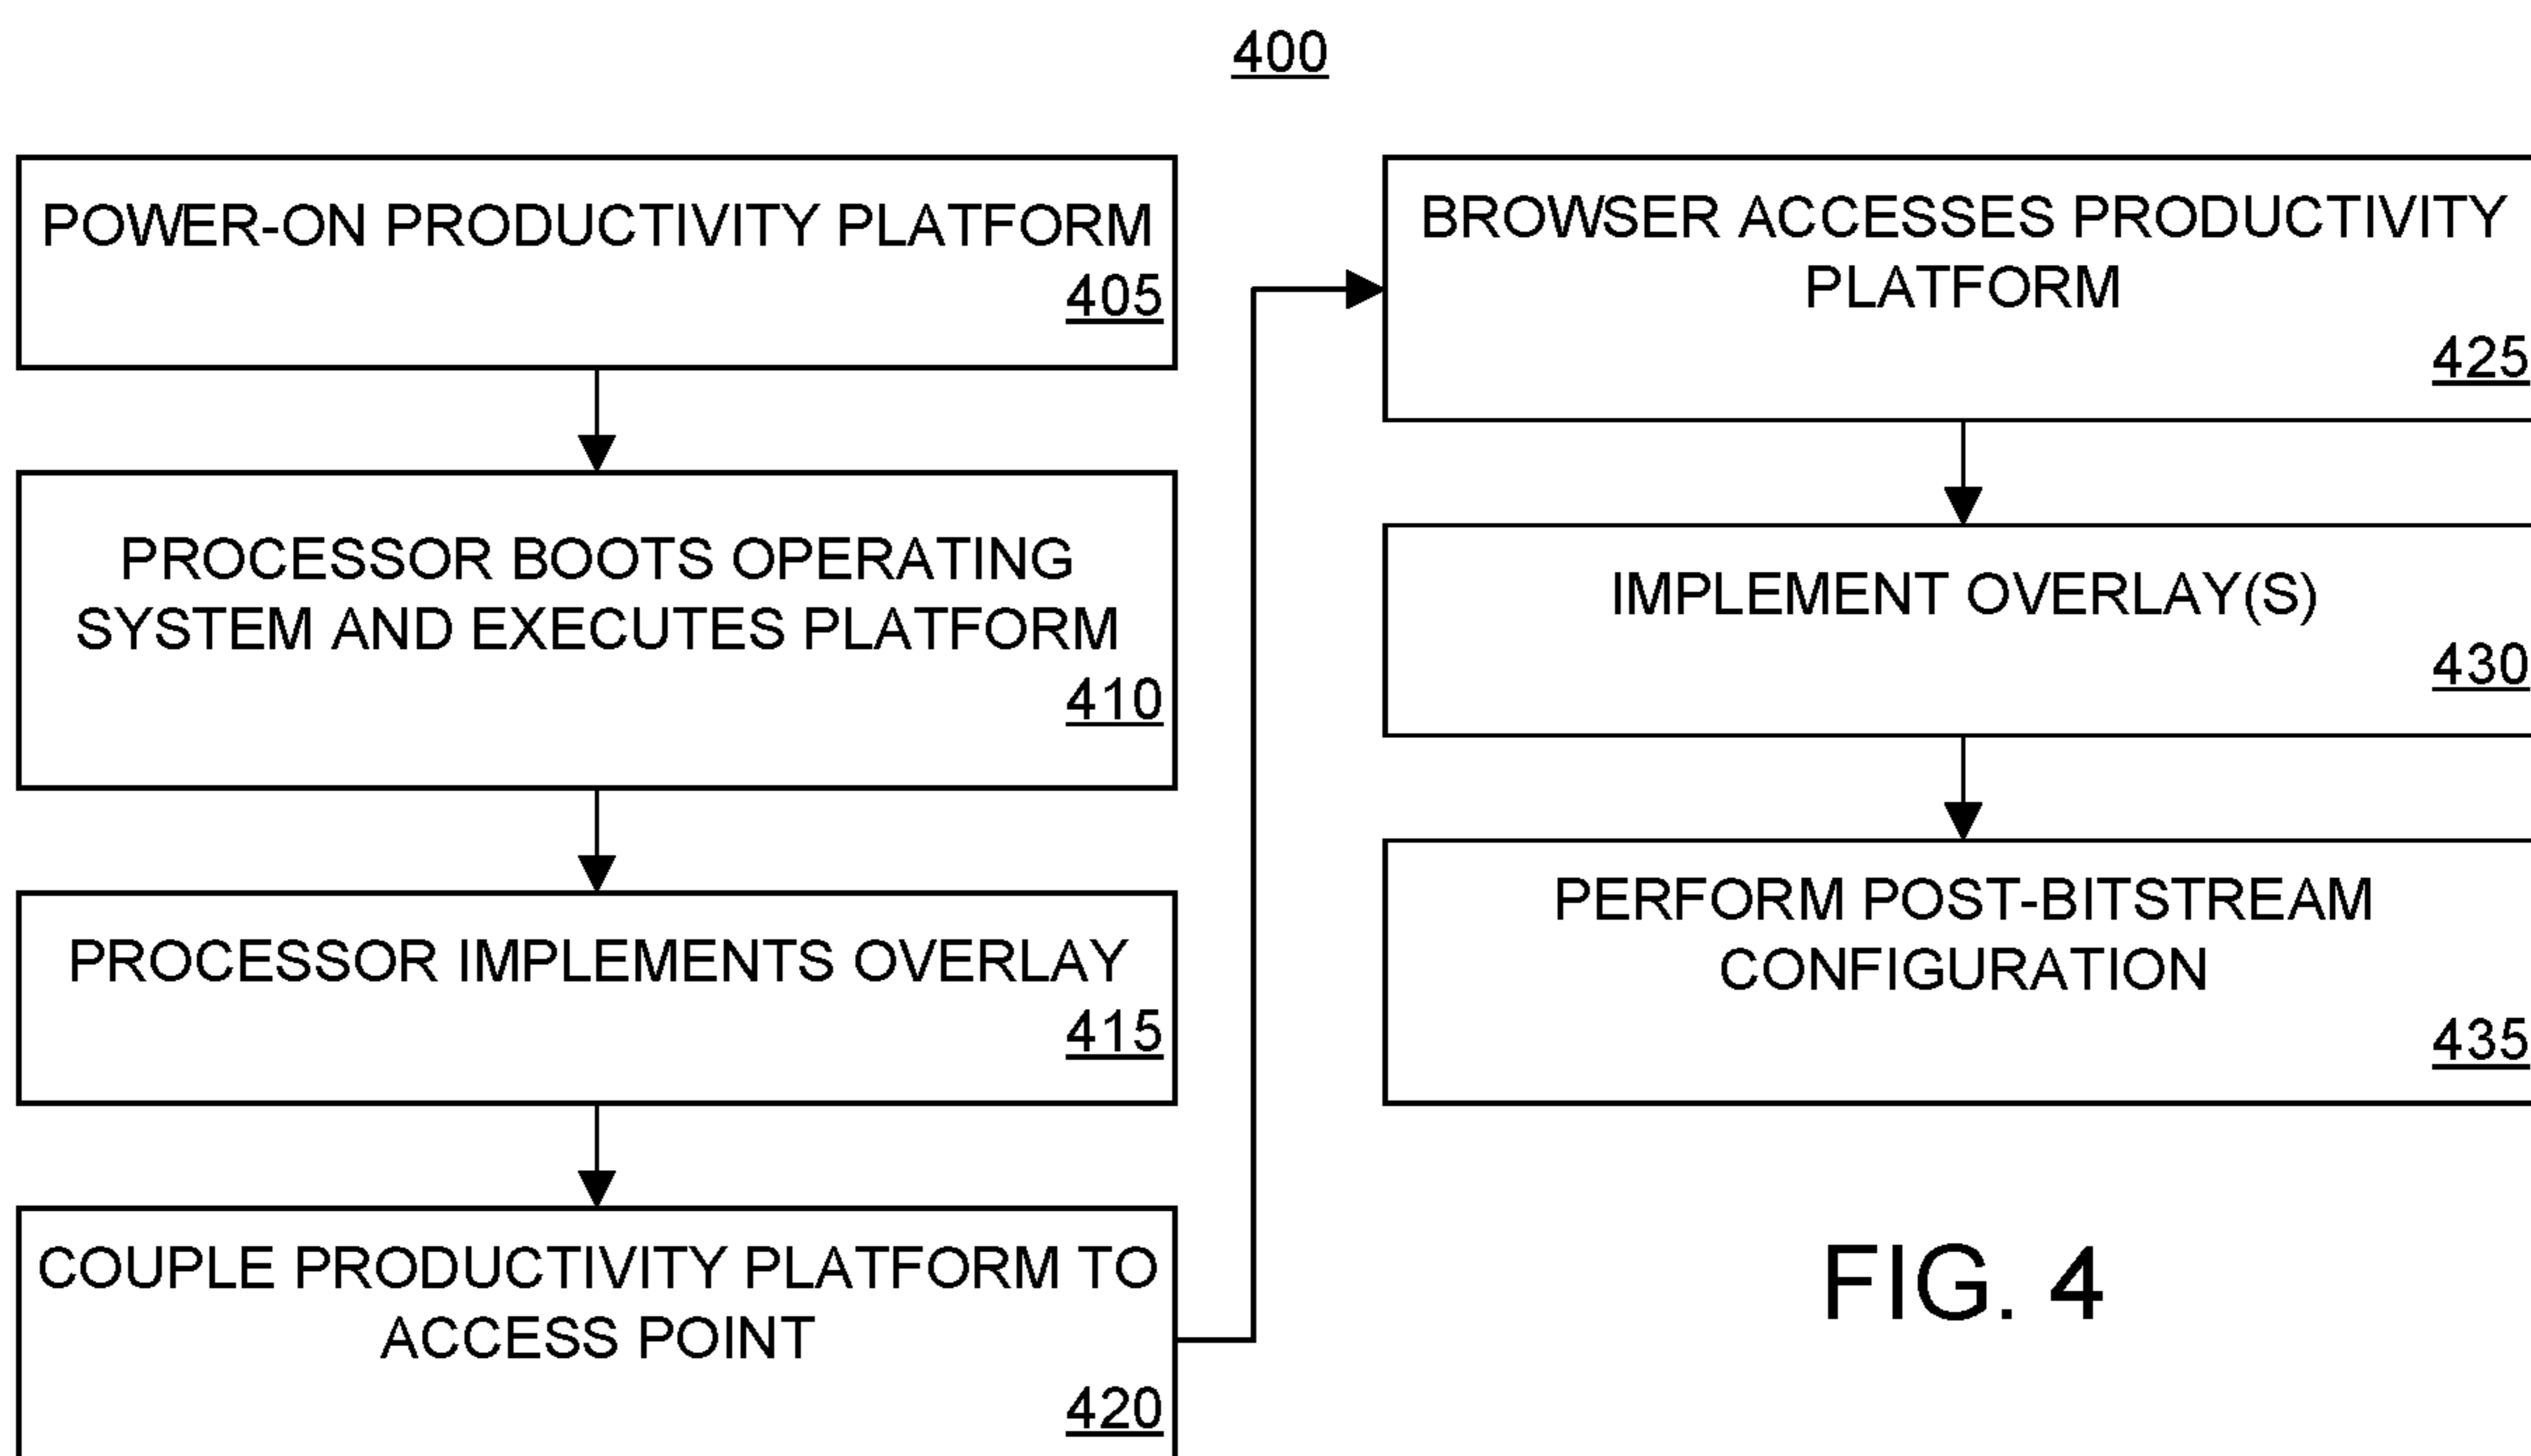 400
POWER-ON PRODUCTIVITY PLATFORM
405
PROCESSOR BOOTS OPERATING
SYSTEM AND EXECUTES PLATFORM
410
PROCESSOR IMPLEMENTS OVERLAY
415
COUPLE PRODUCTIVITY PLATFORM TO
ACCESS POINT
420
BROWSER ACCESSES PRODUCTIVITY
PLATFORM
425
IMPLEMENT OVERLAY(S)
430
PERFORM POST-BITSTREAM
CONFIGURATION
435
FIG. 4